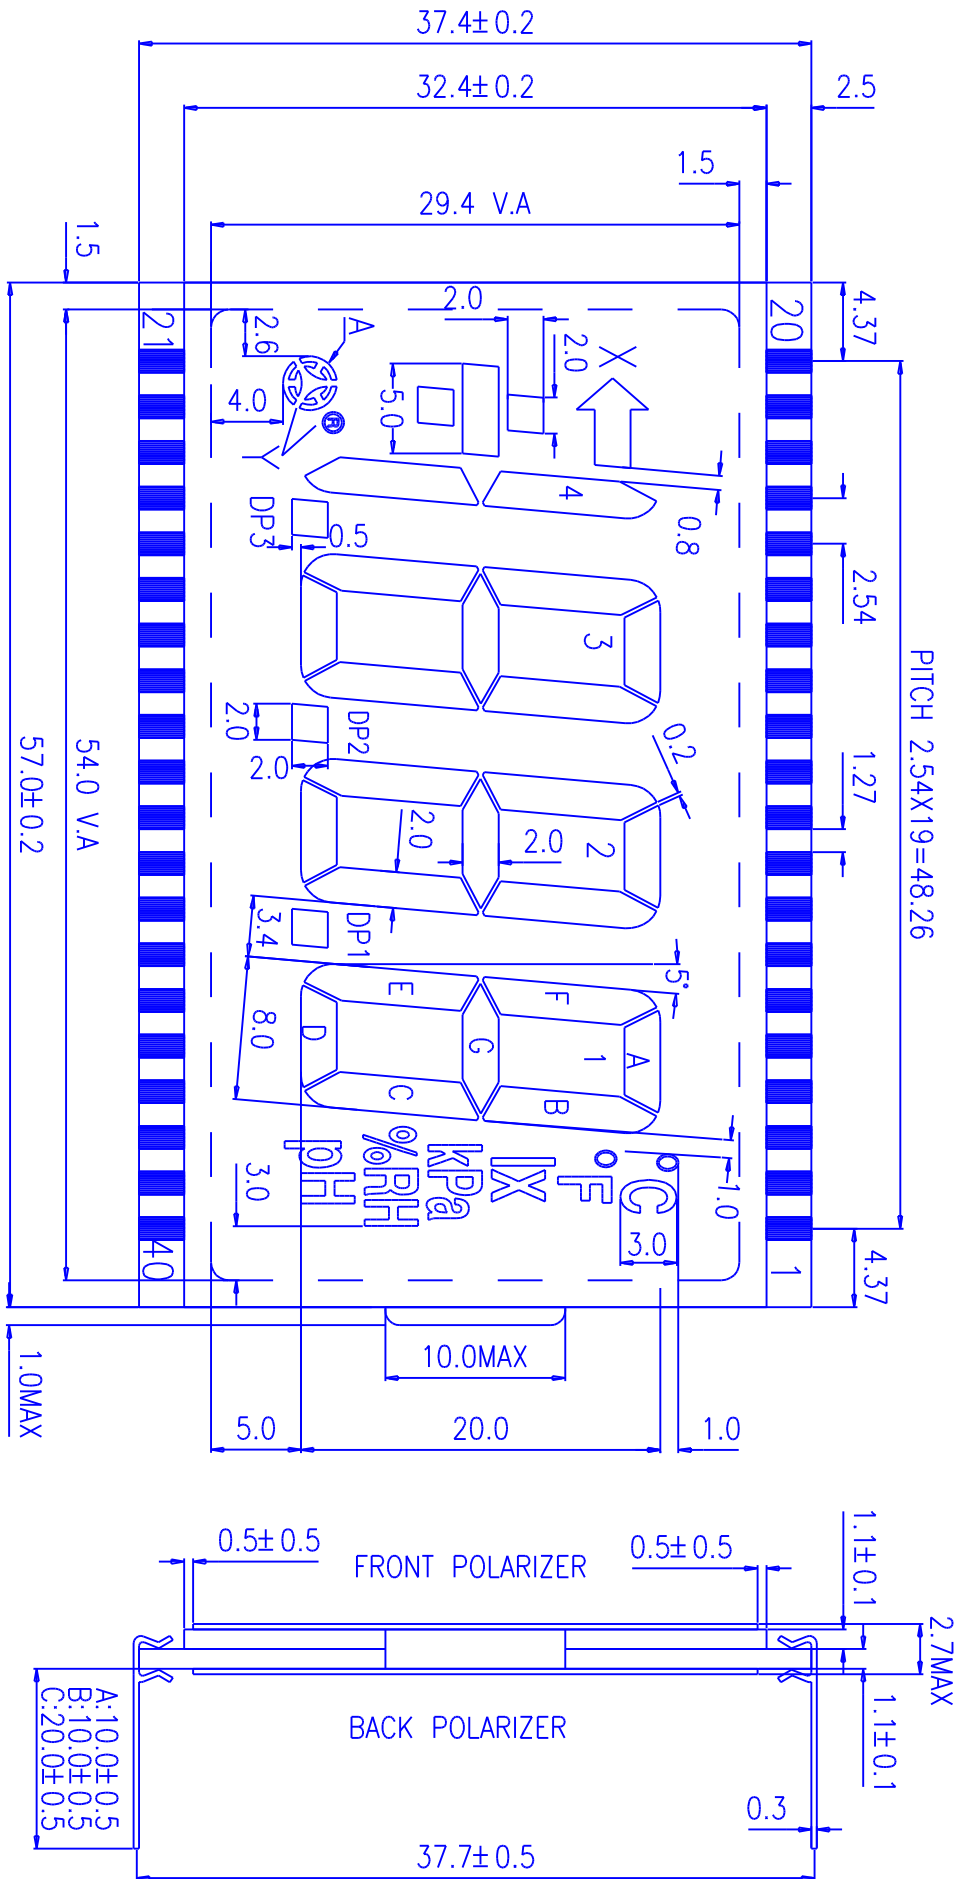 37.4±0.2
32.4±0.2
2.5
1.5
29.4 V.A
1.5
4.37
20
21
2.0
2.6
A
2.0
X
5.0
4.0
®
Y
4
DP3
0.5
0.8
2.54
3
PITCH 2.54X19=48.26
2.0
DP2
2.0
0.2
1.27
57.0±0.2
54.0 V.A
2.0
2.0
2
3.4
DP1
5°
8.0
E
F
D
G
1
A
C
B
pH
%RH
kPa
lx
°F
°C
1.0
3.0
3.0
40
1
4.37
1.0MAX
10.0MAX
5.0
20.0
1.0
0.5±0.5
FRONT POLARIZER
0.5±0.5
1.1±0.1
2.7MAX
1.1±0.1
BACK POLARIZER
A:10.0±0.5
B:10.0±0.5
C:20.0±0.5
0.3
37.7±0.5